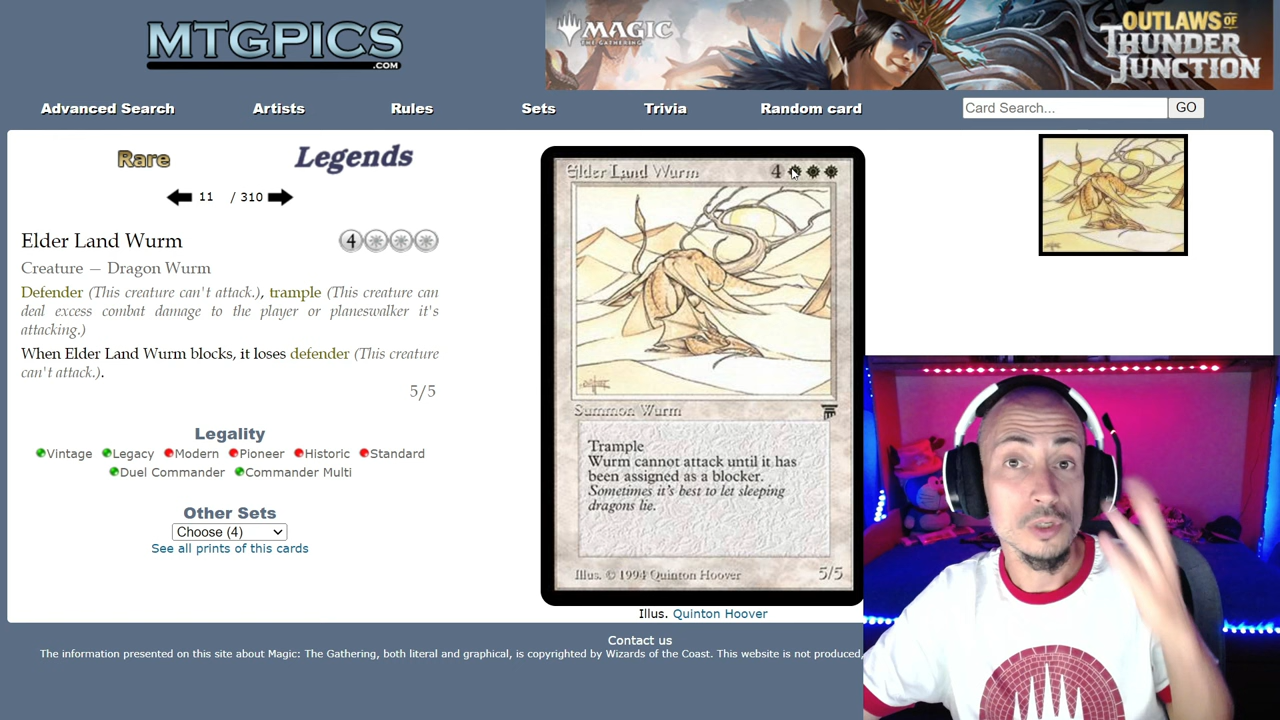 MTGPICS
.COM
MAGIC
THE GATHERING
OUTLAWS OF
THUNDER
JUNCTION
Advanced Search
Artists
Rules
Sets
Trivia
Random card
Card Search...
GO
Rare
Legends
11 / 310
Elder Land Wurm
4
Creature — Dragon Wurm
Defender (This creature can't attack.), trample (This creature can
deal excess combat damage to the player or planeswalker it's
attacking.)
When Elder Land Wurm blocks, it loses defender (This creature
can't attack.).
5/5
Legality
Vintage Legacy Modern Pioneer Historic Standard
Duel Commander Commander Multi
Other Sets
Choose (4)
See all prints of this cards
Elder Land Wurm
4
Summon Wurm
Trample
Wurm cannot attack until it has
been assigned as a blocker.
Sometimes it's best to let sleeping
dragons lie.
Illus. © 1994 Quinton Hoover
5/5
Illus. Quinton Hoover
Contact us
The information presented on this site about Magic: The Gathering, both literal and graphical, is copyrighted by Wizards of the Coast. This website is not produced,